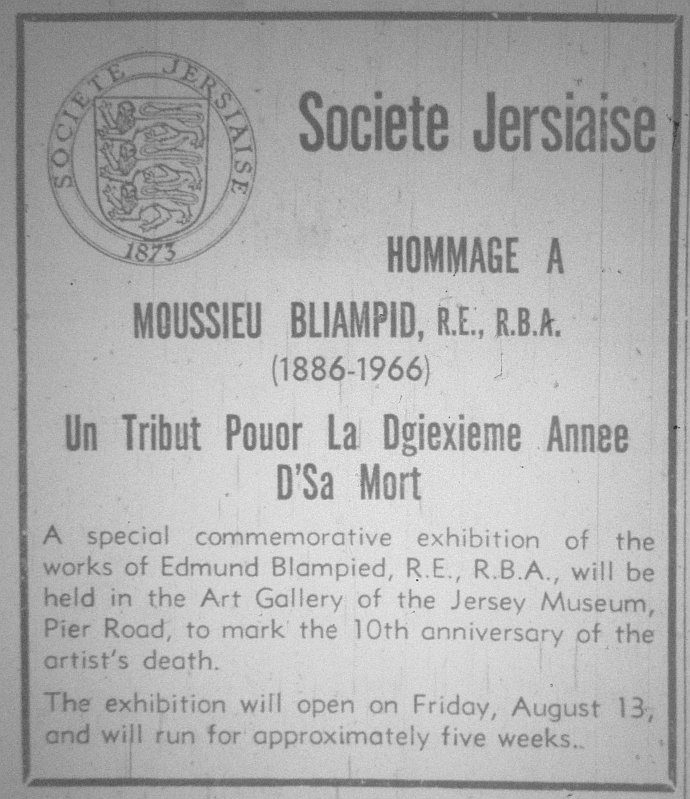 SOCIETE JERSIAISE
1873
Societe Jersiaise
HOMMAGE A
MOUSSIEU BLIAMPID, R.E., R.B.A.
(1886-1966)
Un Tribut Pouor La Dgiexieme Annee
D'Sa Mort
A special commemorative exhibition of the
works of Edmund Blampied, R.E., R.B.A., will be
held in the Art Gallery of the Jersey Museum,
Pier Road, to mark the 10th anniversary of the
artist's death.
The exhibition will open on Friday, August 13,
and will run for approximately five weeks..